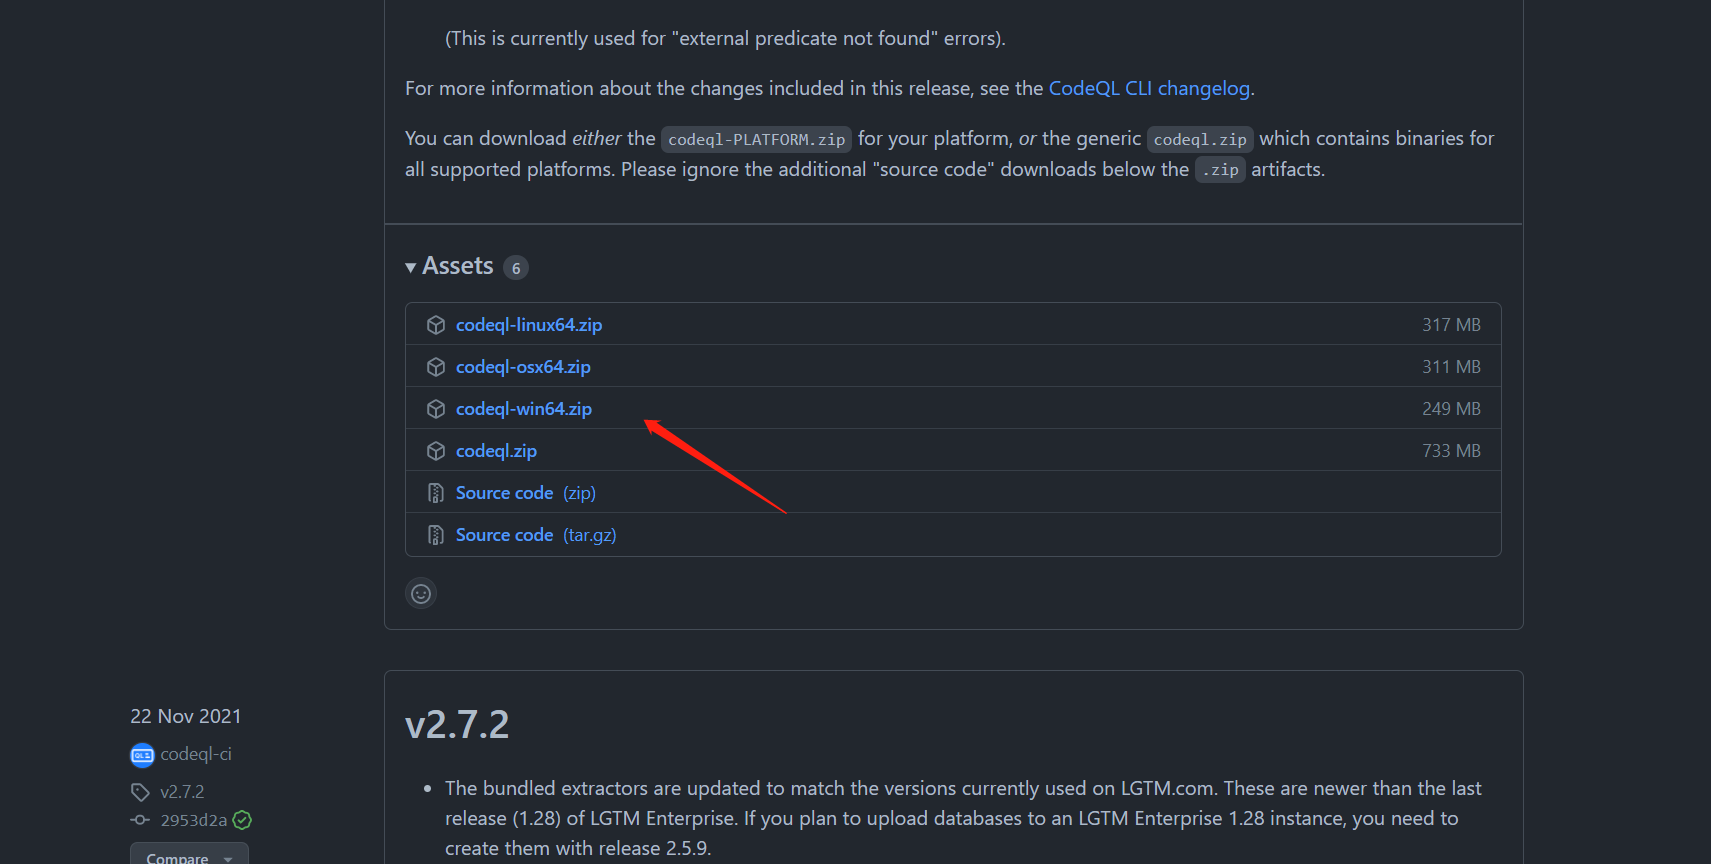 (This is currently used for "external predicate not found" errors).
For more information about the changes included in this release, see the CodeQL CLI changelog.
You can download either the codeql-PLATFORM.zip for your platform, or the generic codeql.zip which contains binaries for
all supported platforms. Please ignore the additional "source code" downloads below the .zip artifacts.
Assets 6
codeql-linux64.zip 317 MB
codeql-osx64.zip 311 MB
codeql-win64.zip 249 MB
codeql.zip 733 MB
Source code (zip)
Source code (tar.gz)
22 Nov 2021
codeql-ci
v2.7.2
2953d2a
Compare
v2.7.2
The bundled extractors are updated to match the versions currently used on LGTM.com. These are newer than the last
release (1.28) of LGTM Enterprise. If you plan to upload databases to an LGTM Enterprise 1.28 instance, you need to
create them with release 2.5.9.